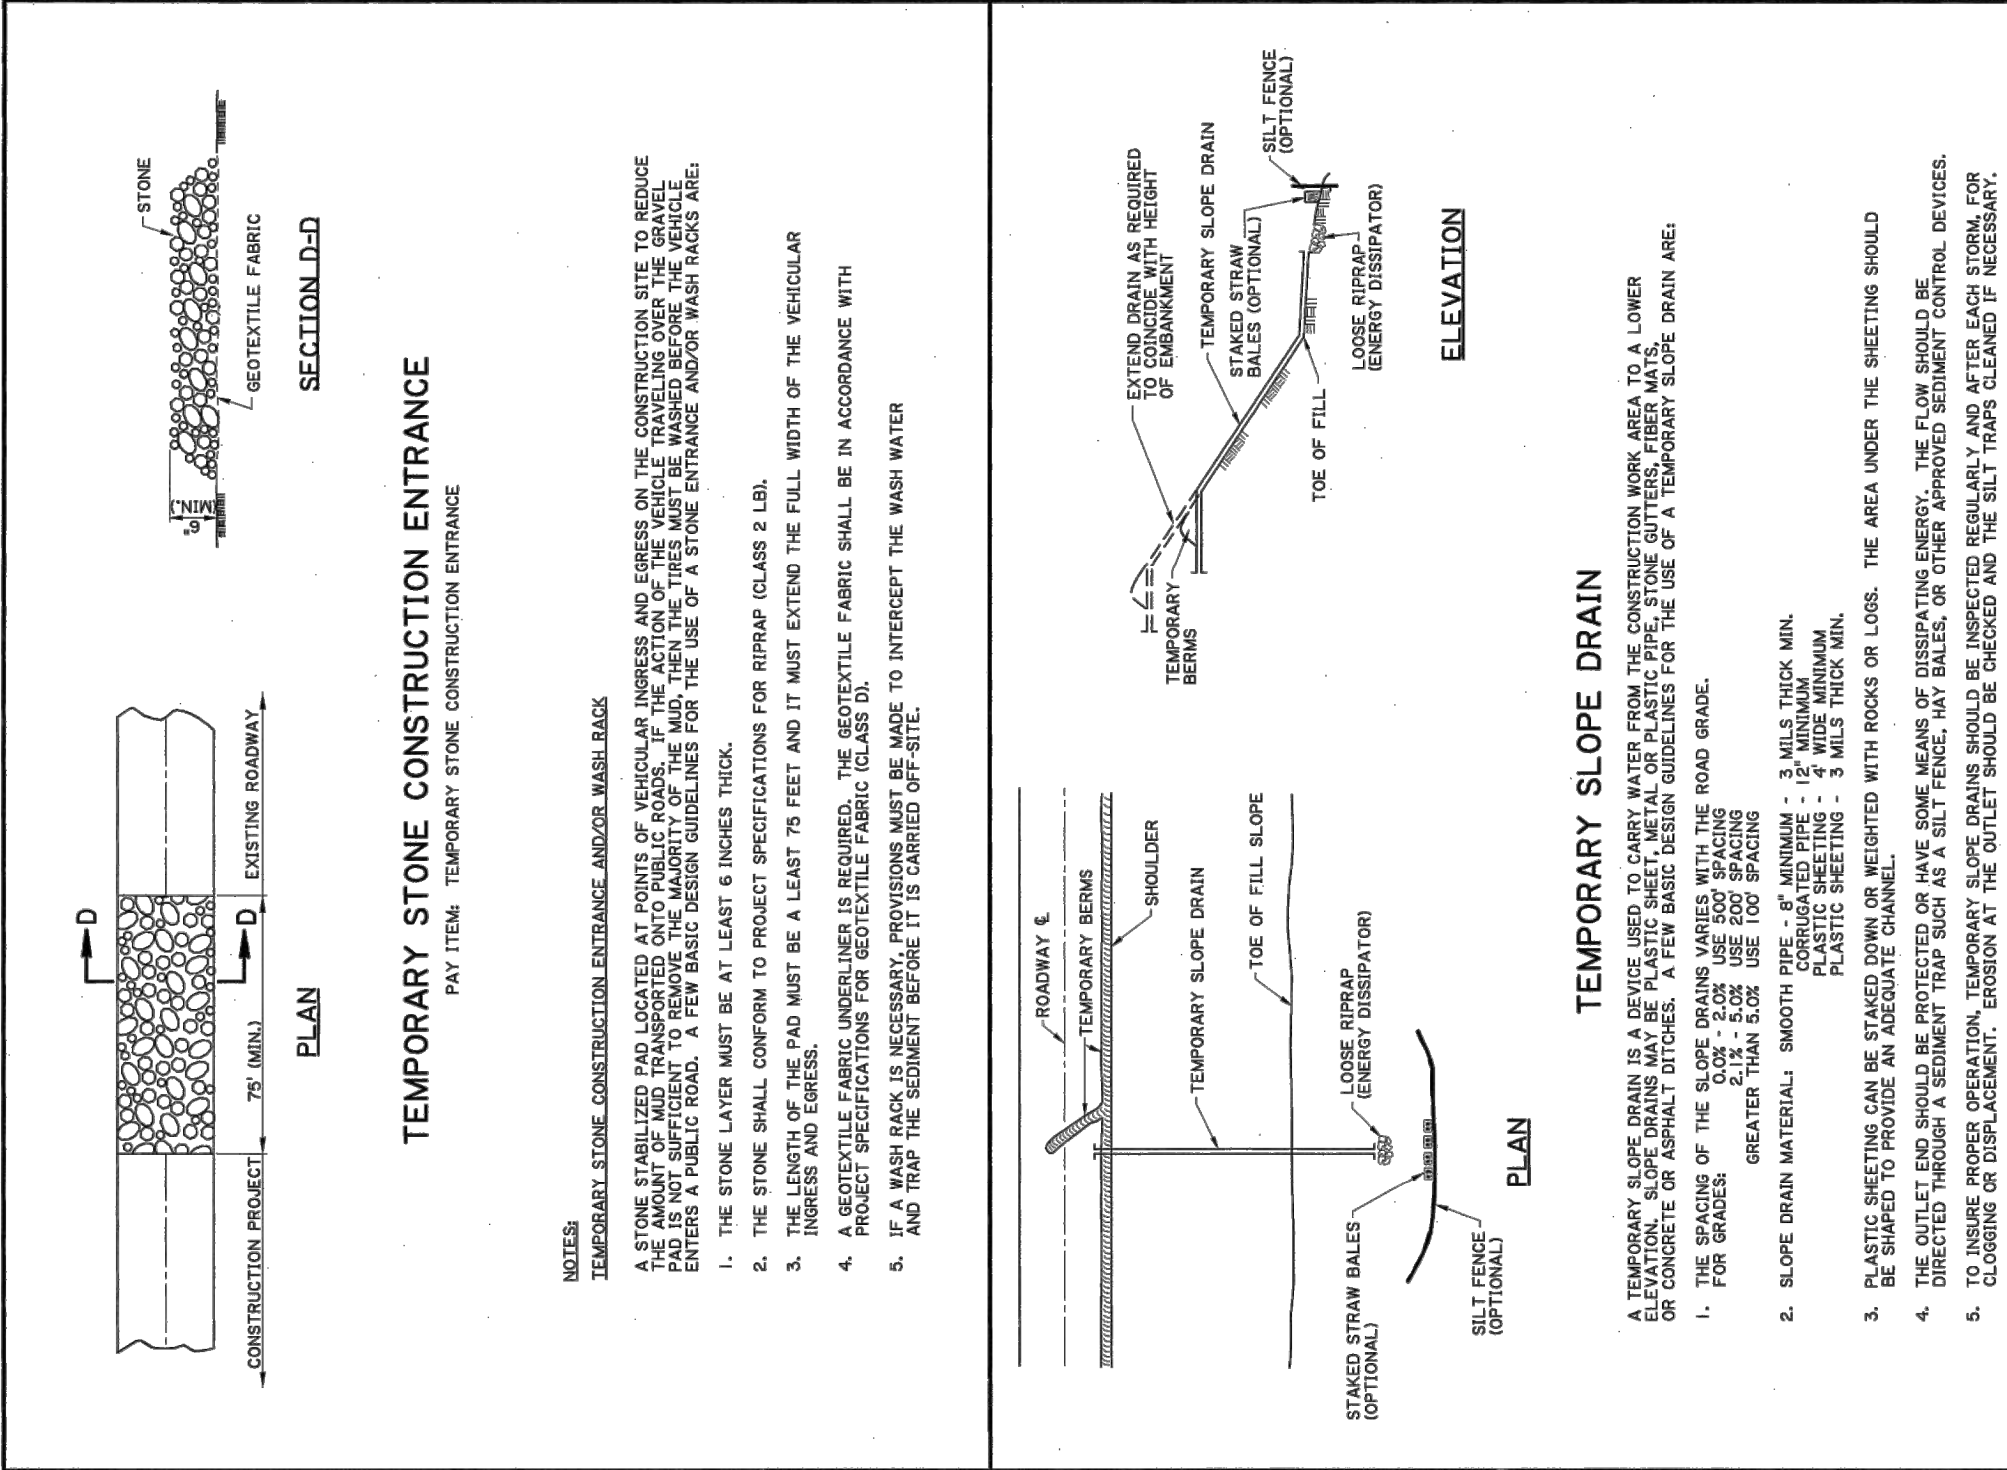 75' (MIN.)
CONSTRUCTION PROJECT
EXISTING ROADWAY
D
D
PLAN
STONE
6"
(MIN.)
GEOTEXTILE FABRIC
SECTION D-D
TEMPORARY STONE CONSTRUCTION ENTRANCE
PAY ITEM: TEMPORARY STONE CONSTRUCTION ENTRANCE
NOTES:
TEMPORARY STONE CONSTRUCTION ENTRANCE AND/OR WASH RACK
A STONE STABILIZED PAD LOCATED AT POINTS OF VEHICULAR INGRESS AND EGRESS ON THE CONSTRUCTION SITE TO REDUCE
THE AMOUNT OF MUD TRANSPORTED ONTO PUBLIC ROADS. IF THE ACTION OF THE VEHICLE TRAVELING OVER THE GRAVEL
PAD IS NOT SUFFICIENT TO REMOVE THE MAJORITY OF THE MUD, THEN THE TIRES MUST BE WASHED BEFORE THE VEHICLE
ENTERS A PUBLIC ROAD. A FEW BASIC DESIGN GUIDELINES FOR THE USE OF A STONE ENTRANCE AND/OR WASH RACKS ARE:
1. THE STONE LAYER MUST BE AT LEAST 6 INCHES THICK.
2. THE STONE SHALL CONFORM TO PROJECT SPECIFICATIONS FOR RIPRAP (CLASS 2 LB).
3. THE LENGTH OF THE PAD MUST BE A LEAST 75 FEET AND IT MUST EXTEND THE FULL WIDTH OF THE VEHICULAR
INGRESS AND EGRESS.
4. A GEOTEXTILE FABRIC UNDERLINER IS REQUIRED. THE GEOTEXTILE FABRIC SHALL BE IN ACCORDANCE WITH
PROJECT SPECIFICATIONS FOR GEOTEXTILE FABRIC (CLASS D).
5. IF A WASH RACK IS NECESSARY, PROVISIONS MUST BE MADE TO INTERCEPT THE WASH WATER
AND TRAP THE SEDIMENT BEFORE IT IS CARRIED OFF-SITE.
ROADWAY ℄
TEMPORARY BERMS
SHOULDER
TEMPORARY SLOPE DRAIN
TOE OF FILL SLOPE
LOOSE RIPRAP
(ENERGY DISSIPATOR)
STAKED STRAW BALES
(OPTIONAL)
SILT FENCE
(OPTIONAL)
PLAN
EXTEND DRAIN AS REQUIRED
TO COINCIDE WITH HEIGHT
OF EMBANKMENT
TEMPORARY SLOPE DRAIN
STAKED STRAW
BALES (OPTIONAL)
SILT FENCE
(OPTIONAL)
TEMPORARY
BERMS
TOE OF FILL
LOOSE RIPRAP
(ENERGY DISSIPATOR)
ELEVATION
TEMPORARY SLOPE DRAIN
A TEMPORARY SLOPE DRAIN IS A DEVICE USED TO CARRY WATER FROM THE CONSTRUCTION WORK AREA TO A LOWER
ELEVATION. SLOPE DRAINS MAY BE PLASTIC SHEET, METAL OR PLASTIC PIPE, STONE GUTTERS, FIBER MATS,
OR CONCRETE OR ASPHALT DITCHES. A FEW BASIC DESIGN GUIDELINES FOR THE USE OF A TEMPORARY SLOPE DRAIN ARE:
1. THE SPACING OF THE SLOPE DRAINS VARIES WITH THE ROAD GRADE.
FOR GRADES: 0.0% - 2.0% USE 500' SPACING
2.1% - 5.0% USE 200' SPACING
GREATER THAN 5.0% USE 100' SPACING
2. SLOPE DRAIN MATERIAL: SMOOTH PIPE - 8" MINIMUM - 3 MILS THICK MIN.
CORRUGATED PIPE - 12" MINIMUM
PLASTIC SHEETING - 4' WIDE MINIMUM
PLASTIC SHEETING - 3 MILS THICK MIN.
3. PLASTIC SHEETING CAN BE STAKED DOWN OR WEIGHTED WITH ROCKS OR LOGS. THE AREA UNDER THE SHEETING SHOULD
BE SHAPED TO PROVIDE AN ADEQUATE CHANNEL.
4. THE OUTLET END SHOULD BE PROTECTED OR HAVE SOME MEANS OF DISSIPATING ENERGY. THE FLOW SHOULD BE
DIRECTED THROUGH A SEDIMENT TRAP SUCH AS A SILT FENCE, HAY BALES, OR OTHER APPROVED SEDIMENT CONTROL DEVICES.
5. TO INSURE PROPER OPERATION, TEMPORARY SLOPE DRAINS SHOULD BE INSPECTED REGULARLY AND AFTER EACH STORM, FOR
CLOGGING OR DISPLACEMENT. EROSION AT THE OUTLET SHOULD BE CHECKED AND THE SILT TRAPS CLEANED IF NECESSARY.